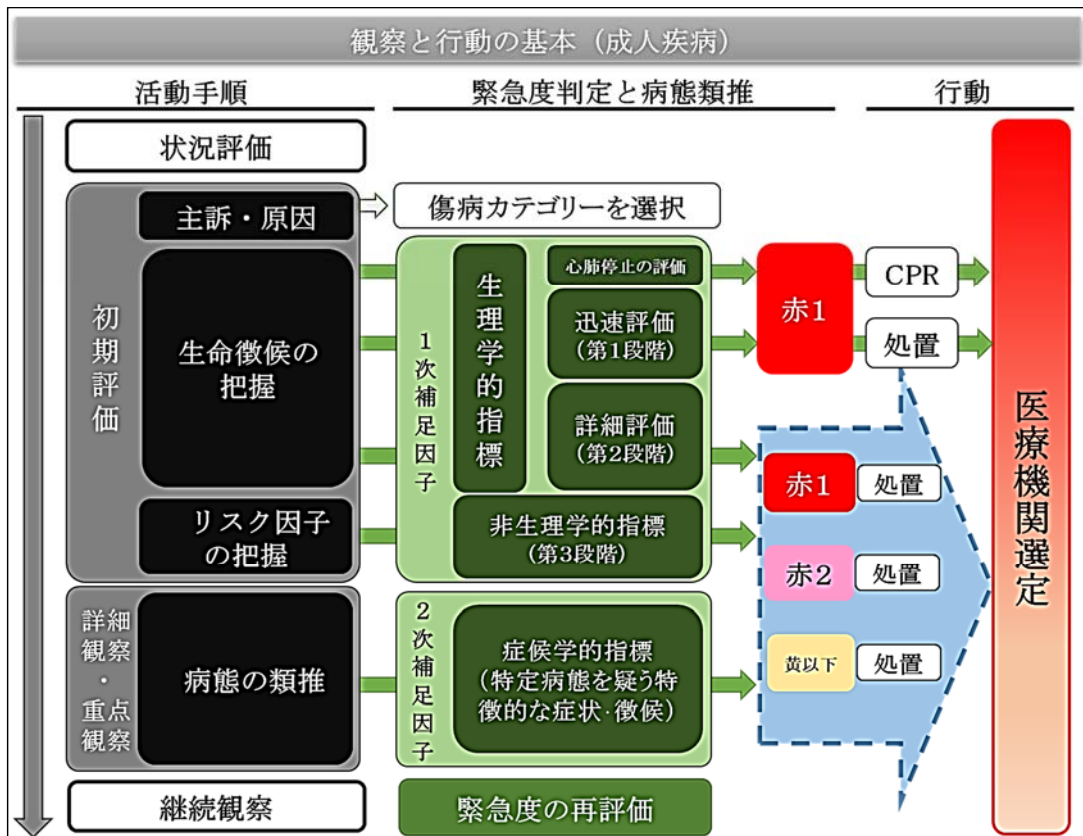 観察と行動の基本（成人疾病）
活動手順
緊急度判定と病態類推
行動
状況評価
初期評価
主訴・原因
生命徴候の
把握
リスク因子
の把握
傷病カテゴリーを選択
1次補足因子
生理学的指標
心肺停止の評価
迅速評価
(第1段階)
詳細評価
(第2段階)
非生理学的指標
(第3段階)
赤1
CPR
処置
赤1
処置
赤2
処置
黄以下
処置
医療機関選定
詳細
観察
・
重点
観察
病態の類推
2次補足因子
症候学的指標
(特定病態を疑う特
徴的な症状・徴候)
継続観察
緊急度の再評価